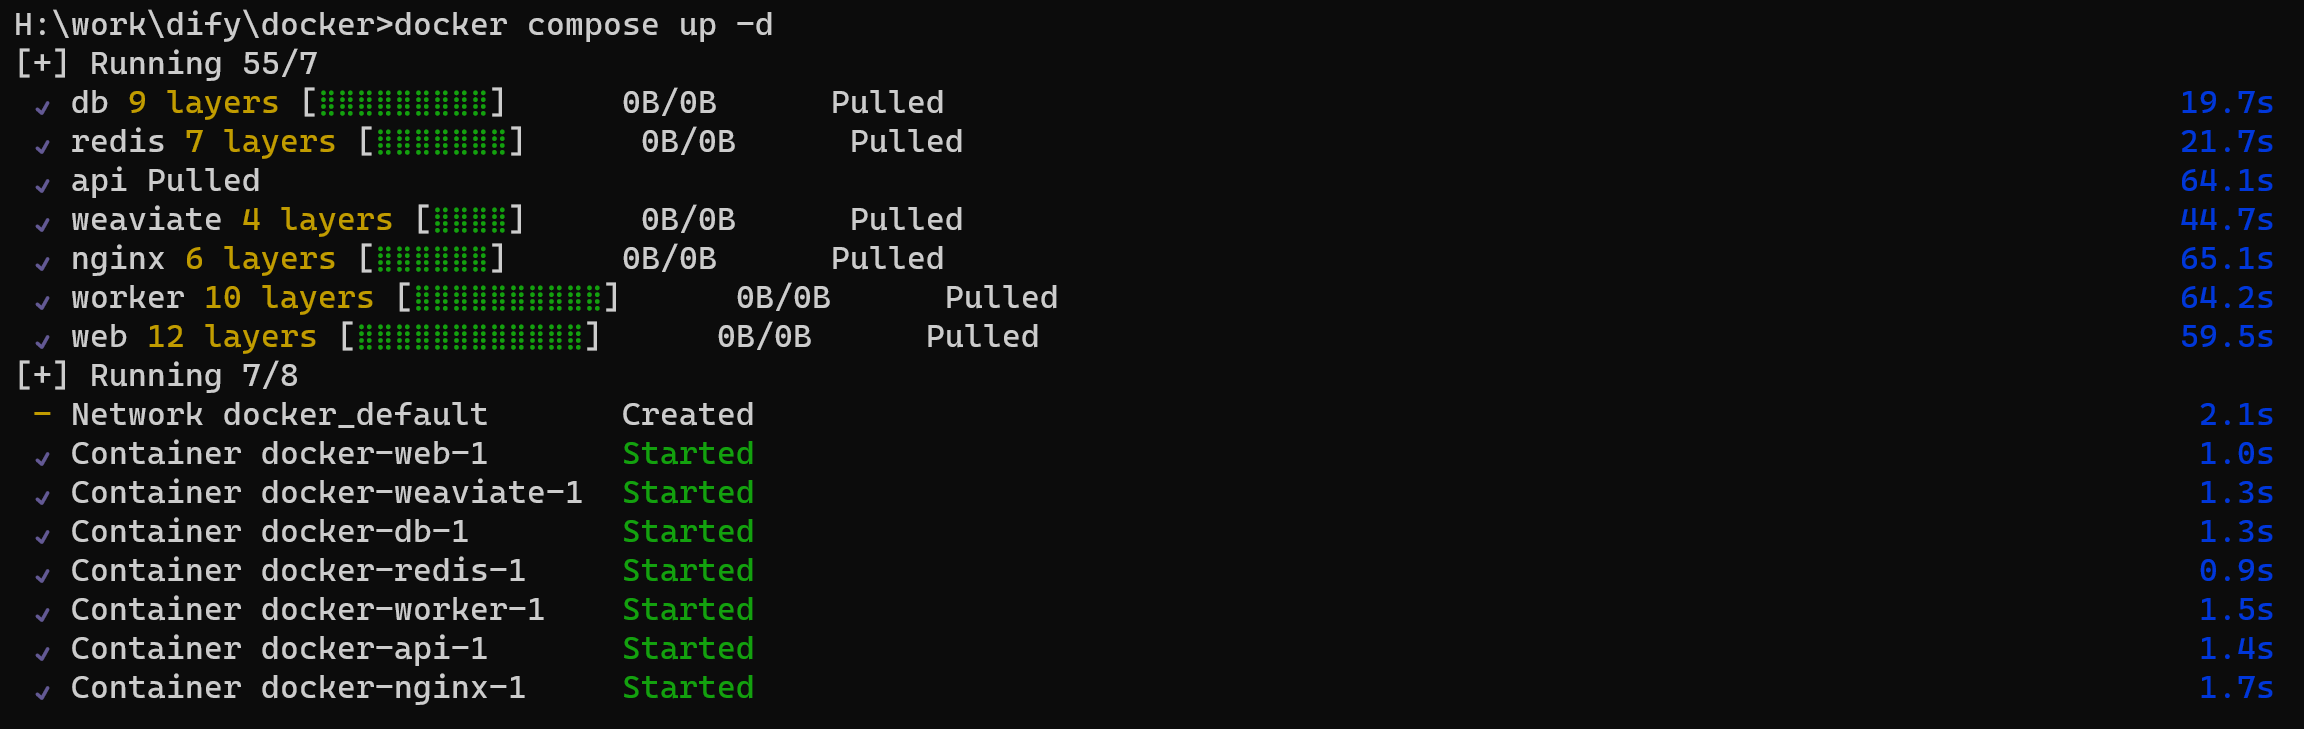 H:\work\dify\docker>docker compose up -d
[+] Running 55/7
✔ db 9 layers [⣿⣿⣿⣿⣿⣿⣿⣿⣿] 0B/0B Pulled 19.7s
✔ redis 7 layers [⣿⣿⣿⣿⣿⣿⣿] 0B/0B Pulled 21.7s
✔ api Pulled 64.1s
✔ weaviate 4 layers [⣿⣿⣿⣿] 0B/0B Pulled 44.7s
✔ nginx 6 layers [⣿⣿⣿⣿⣿⣿] 0B/0B Pulled 65.1s
✔ worker 10 layers [⣿⣿⣿⣿⣿⣿⣿⣿⣿⣿] 0B/0B Pulled 64.2s
✔ web 12 layers [⣿⣿⣿⣿⣿⣿⣿⣿⣿⣿⣿⣿] 0B/0B Pulled 59.5s
[+] Running 7/8
- Network docker_default Created 2.1s
✔ Container docker-web-1 Started 1.0s
✔ Container docker-weaviate-1 Started 1.3s
✔ Container docker-db-1 Started 1.3s
✔ Container docker-redis-1 Started 0.9s
✔ Container docker-worker-1 Started 1.5s
✔ Container docker-api-1 Started 1.4s
✔ Container docker-nginx-1 Started 1.7s